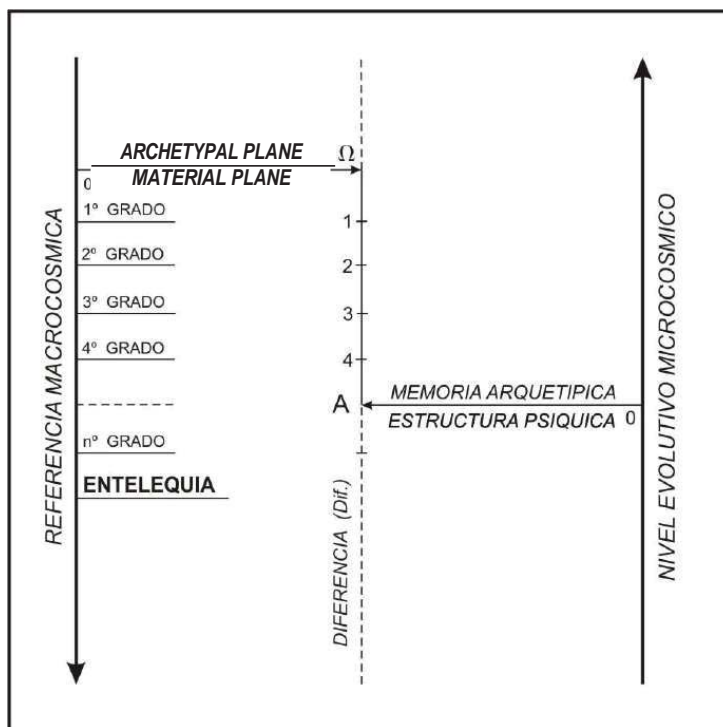 ARCHETYPAL PLANE
Ω
MATERIAL PLANE
0
1º GRADO
1
2º GRADO
2
3º GRADO
3
4º GRADO
4
MEMORIA ARQUETIPICA
A
ESTRUCTURA PSIQUICA 0
nº GRADO
ENTELEQUIA
REFERENCIA MACROCOSMICA
DIFERENCIA (Dif.)
NIVEL EVOLUTIVO MICROCOSMICO